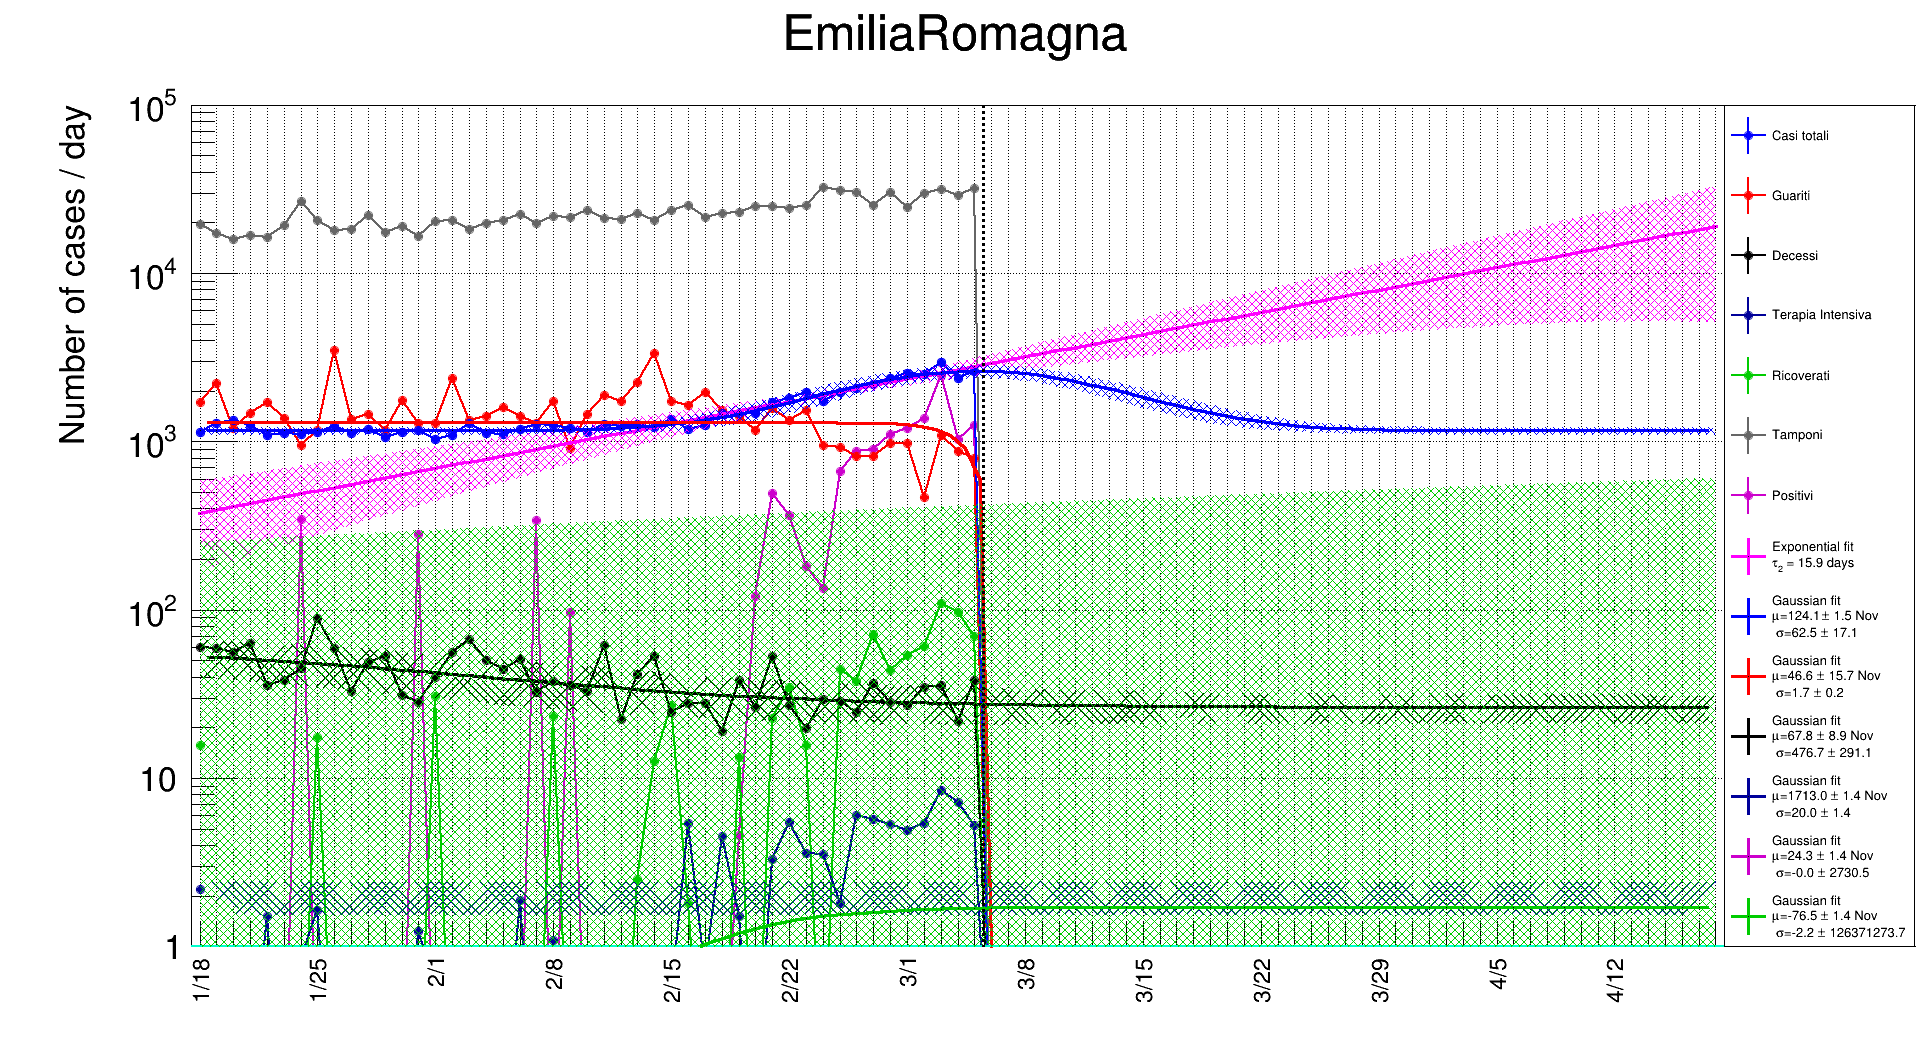 EmiliaRomagna
Number of cases / day
10^5
10^4
10^3
10^2
10
1
1/18
1/25
2/1
2/8
2/15
2/22
3/1
3/8
3/15
3/22
3/29
4/5
4/12
Casi totali
Guariti
Decessi
Terapia Intensiva
Ricoverati
Tamponi
Positivi
Exponential fit
τ₂ = 15.9 days
Gaussian fit
μ=124.1 ± 1.5 Nov
σ=62.5 ± 17.1
Gaussian fit
μ=46.6 ± 15.7 Nov
σ=1.7 ± 0.2
Gaussian fit
μ=67.8 ± 8.9 Nov
σ=476.7 ± 291.1
Gaussian fit
μ=1713.0 ± 1.4 Nov
σ=20.0 ± 1.4
Gaussian fit
μ=24.3 ± 1.4 Nov
σ=-0.0 ± 2730.5
Gaussian fit
μ=-76.5 ± 1.4 Nov
σ=-2.2 ± 126371273.7